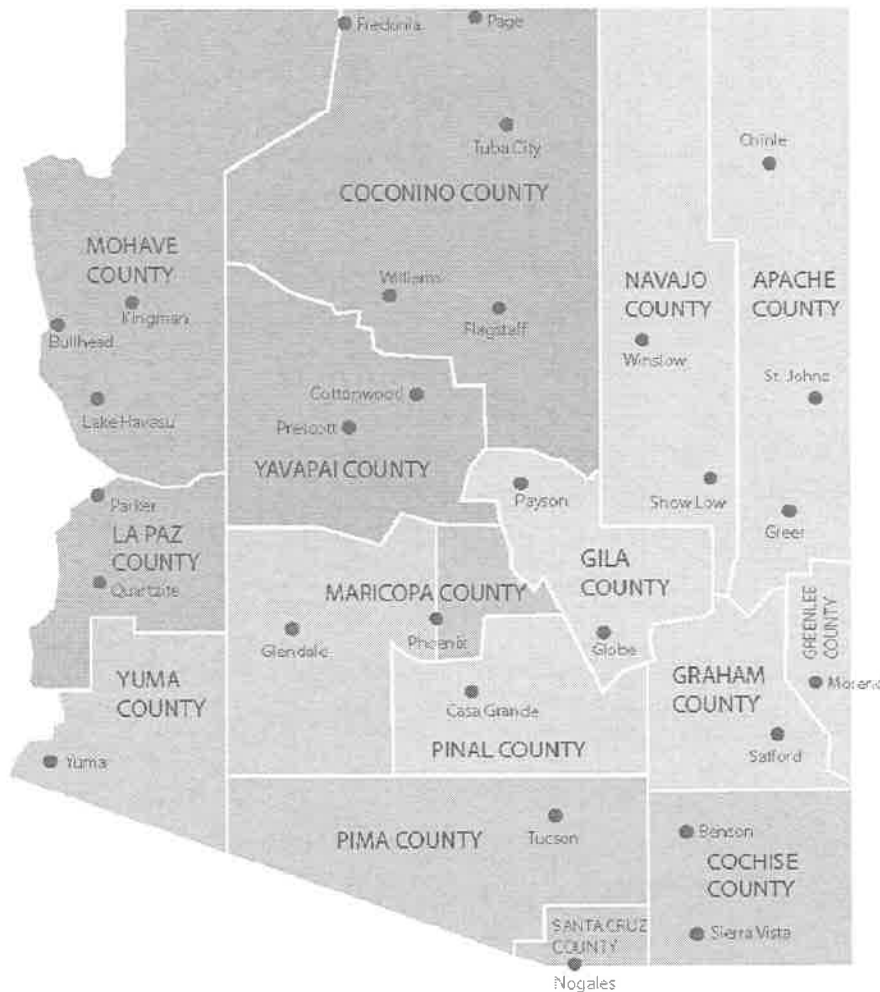 Fredonia
Page
Tuba City
Chinle
COCONINO COUNTY
MOHAVE
COUNTY
NAVAJO
COUNTY
APACHE
COUNTY
Williams
Kingman
Bullhead
Flagstaff
Winslow
St. Johns
Cottonwood
Lake Havasu
Prescott
YAVAPAI COUNTY
Parker
Payson
Show Low
Greer
LA PAZ
COUNTY
Quartzite
GILA
COUNTY
MARICOPA COUNTY
GREENLEE
COUNTY
Glendale
Phoenix
Globe
YUMA
COUNTY
GRAHAM
COUNTY
Morenci
Casa Grande
PINAL COUNTY
Safford
Yuma
PIMA COUNTY
Tucson
Benson
COCHISE
COUNTY
SANTA CRUZ
COUNTY
Sierra Vista
Nogales